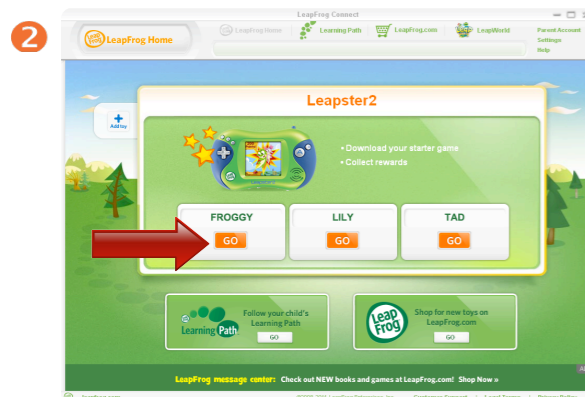 2
LeapFrog Connect
LeapFrog Home
LeapFrog Home
Learning Path
LeapFrog.com
LeapWorld
Parent Account
Settings
Help
Add toy
Leapster2
• Download your starter game
• Collect rewards
FROGGY
GO
LILY
GO
TAD
GO
Learning Path
Follow your child's
Learning Path
GO
Leap
Frog
Shop for new toys on
LeapFrog.com
GO
LeapFrog message center: Check out NEW books and games at LeapFrog.com! Shop Now »